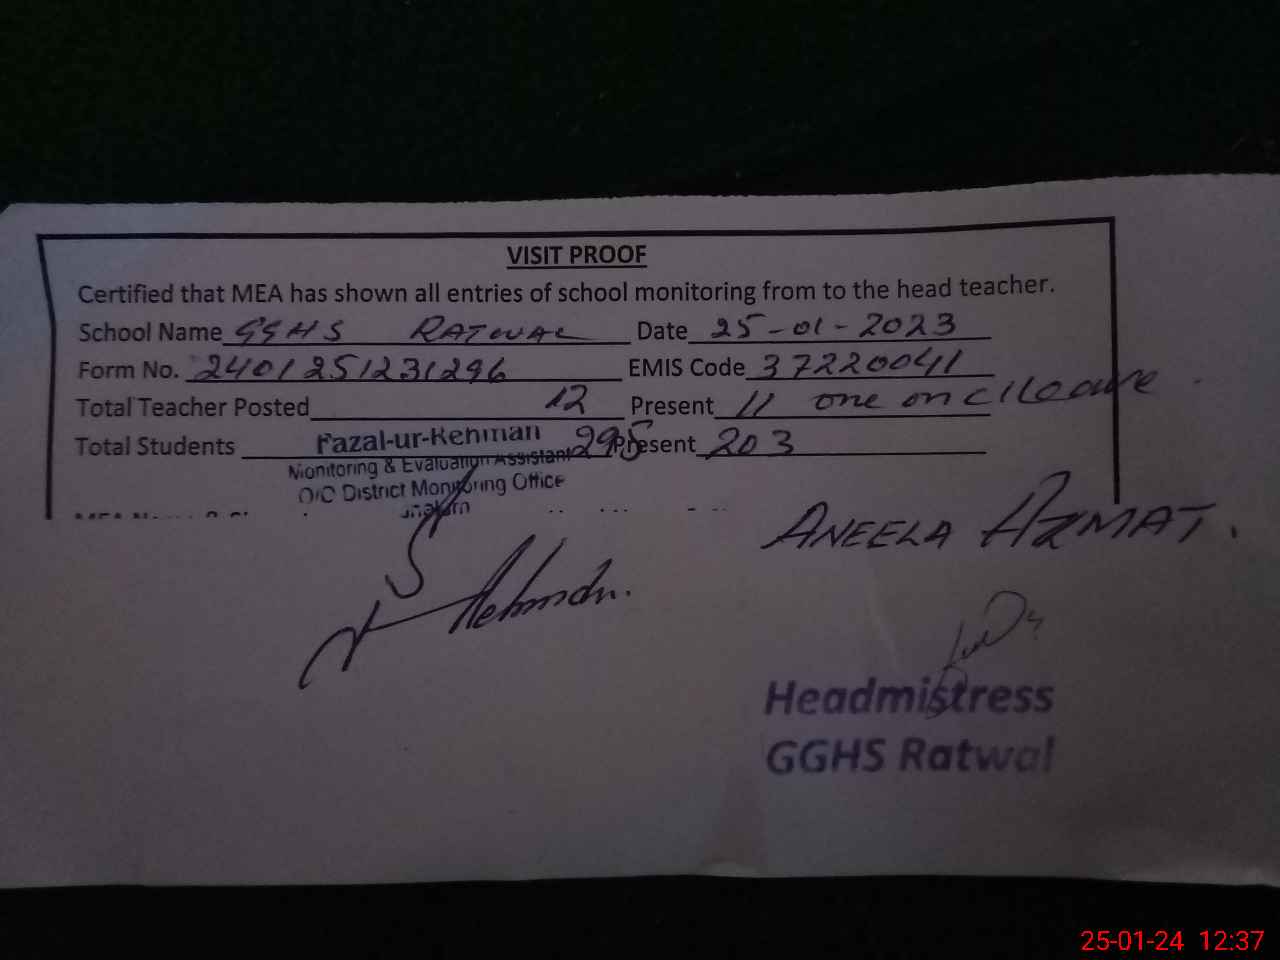 VISIT PROOF
Certified that MEA has shown all entries of school monitoring from to the head teacher.
School Name GGHS RATWAL Date 25-01-2023
Form No. 2401251231296 EMIS Code 37220041
Total Teacher Posted 12 Present 11 one on c/leave
Total Students 295 Present 203
Fazal-ur-Rehman
Monitoring & Evaluation Assistant
O/O District Monitoring Office
Jhelum
ANEELA AZMAT.
Rehman.
Headmistress
GGHS Ratwal
25-01-24 12:37